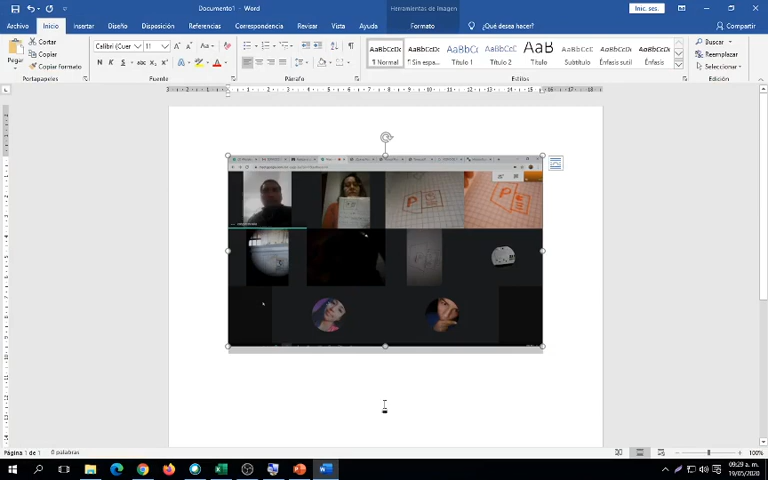 Documento1 - Word
Herramientas de imagen
Inic. ses.
Archivo Inicio Insertar Diseño Disposición Referencias Correspondencia Revisar Vista Ayuda Formato ¿Qué desea hacer? Compartir
Pegar
Cortar
Copiar
Copiar formato
Portapapeles
Calibri (Cuer 11
N K S
Fuente
Párrafo
AaBbCcDc AaBbCcDc AaBbCc AaBbCcC AaB AaBbCcD AaBbCcDc AaBbCcDc
¶ Normal ¶ Sin espa... Título 1 Título 2 Título Subtítulo Énfasis sutil Énfasis
Estilos
Buscar
Reemplazar
Seleccionar
Edición
Página 1 de 1 0 palabras
100%
09:29 a. m.
19/05/2020